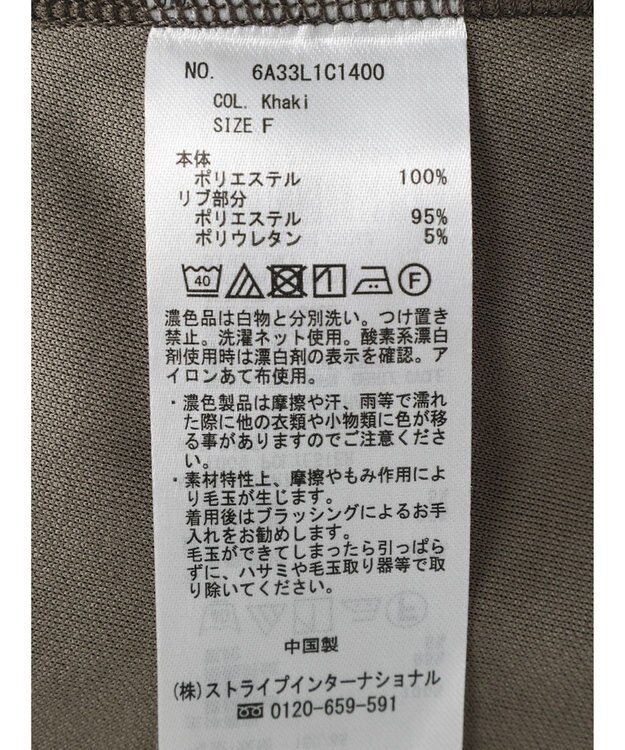 NO. 6A33L1C1400
COL. Khaki
SIZE F
本体
ポリエステル 100%
リブ部分
ポリエステル 95%
ポリウレタン 5%
40 F
濃色品は白物と分別洗い。つけ置き
禁止。洗濯ネット使用。酸素系漂白
剤使用時は漂白剤の表示を確認。ア
イロンあて布使用。
・濃色製品は摩擦や汗、雨等で濡れ
た際に他の衣類や小物類に色が移
る事がありますのでご注意くださ
い。
・素材特性上、摩擦やもみ作用によ
り毛玉が生じます。
着用後はブラッシングによるお手
入れをお勧めします。
毛玉ができてしまったら引っぱら
ずに、ハサミや毛玉取り器等で取
り除いてください。
中国製
(株)ストライプインターナショナル
0120-659-591